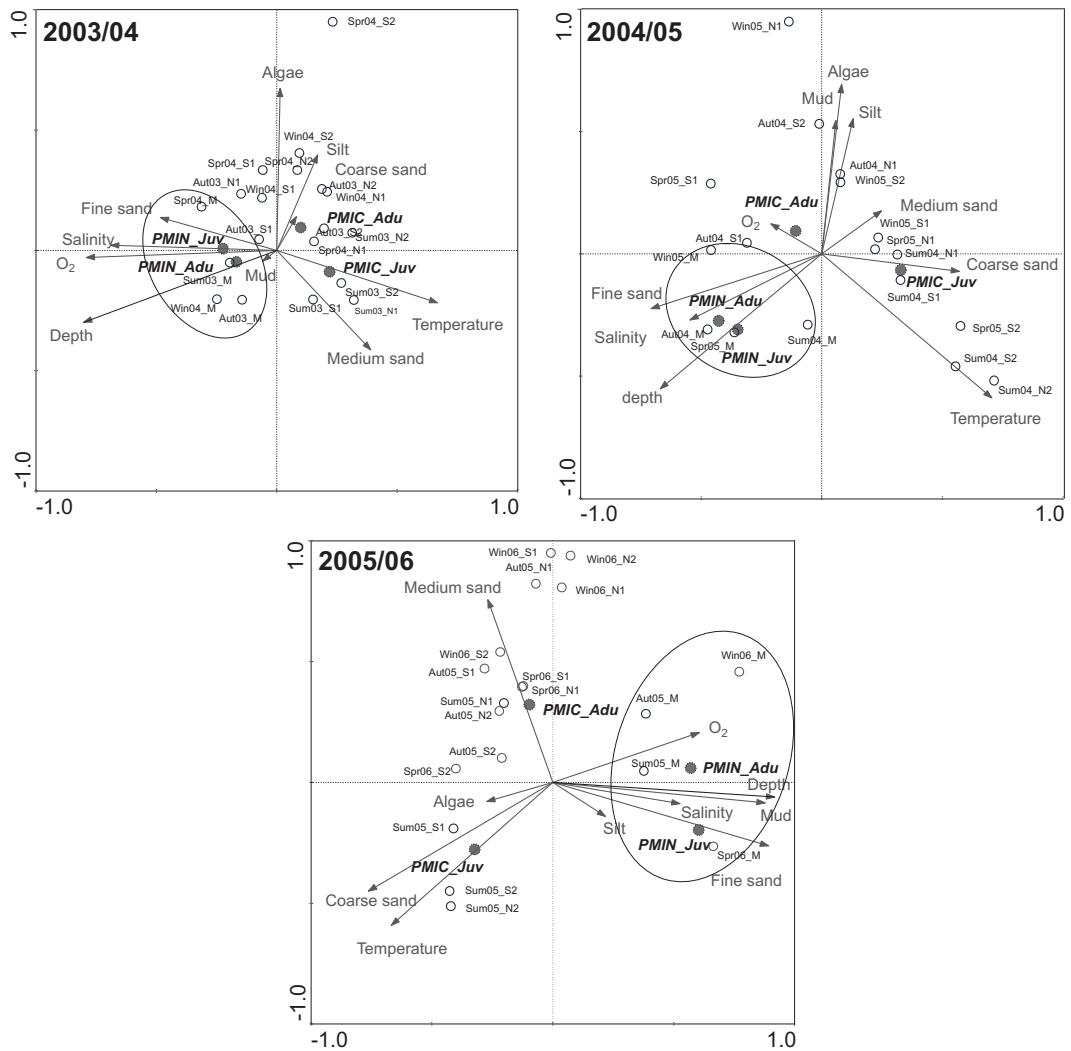 2003/04
1.0
Spr04_S2
Algae
Win04_S2
Silt
Spr04_S1
Spr04_N2
Coarse sand
Aut03_N1
Win04_S1
Aut03_N2
Win04_N1
Spr04_M
Fine sand
PMIC_Adu
Aut03_S1
Aut03_S2
Sum03_N2
Salinity
PMIN_Juv
Spr04_N1
O2
PMIN_Adu
Mud
PMIC_Juv
Sum03_M
Sum03_S2
Win04_M
Aut03_M
Sum03_S1
Sum03_N1
Temperature
Depth
Medium sand
-1.0
-1.0
1.0
2004/05
1.0
Win05_N1
Algae
Mud
Silt
Aut04_S2
Aut04_N1
Spr05_S1
Win05_S2
PMIC_Adu
Medium sand
O2
Win05_S1
Aut04_S1
Spr05_N1
Win05_M
Sum04_N1
Coarse sand
PMIC_Juv
Fine sand
PMIN_Adu
Sum04_S1
Salinity
Aut04_M
Spr05_M
Sum04_M
Spr05_S2
PMIN_Juv
Sum04_S2
depth
Sum04_N2
Temperature
-1.0
-1.0
1.0
2005/06
1.0
Win06_S1
Win06_N2
Aut05_N1
Medium sand
Win06_N1
Win06_S2
Win06_M
Aut05_S1
Spr06_S1
Spr06_N1
Sum05_N1
Aut05_N2
PMIC_Adu
Aut05_M
O2
Aut05_S2
Spr06_S2
Sum05_M
PMIN_Adu
Depth
Algae
Salinity
Mud
Sum05_S1
Silt
PMIN_Juv
Spr06_M
PMIC_Juv
Fine sand
Coarse sand
Sum05_S2
Sum05_N2
Temperature
-1.0
-1.0
1.0